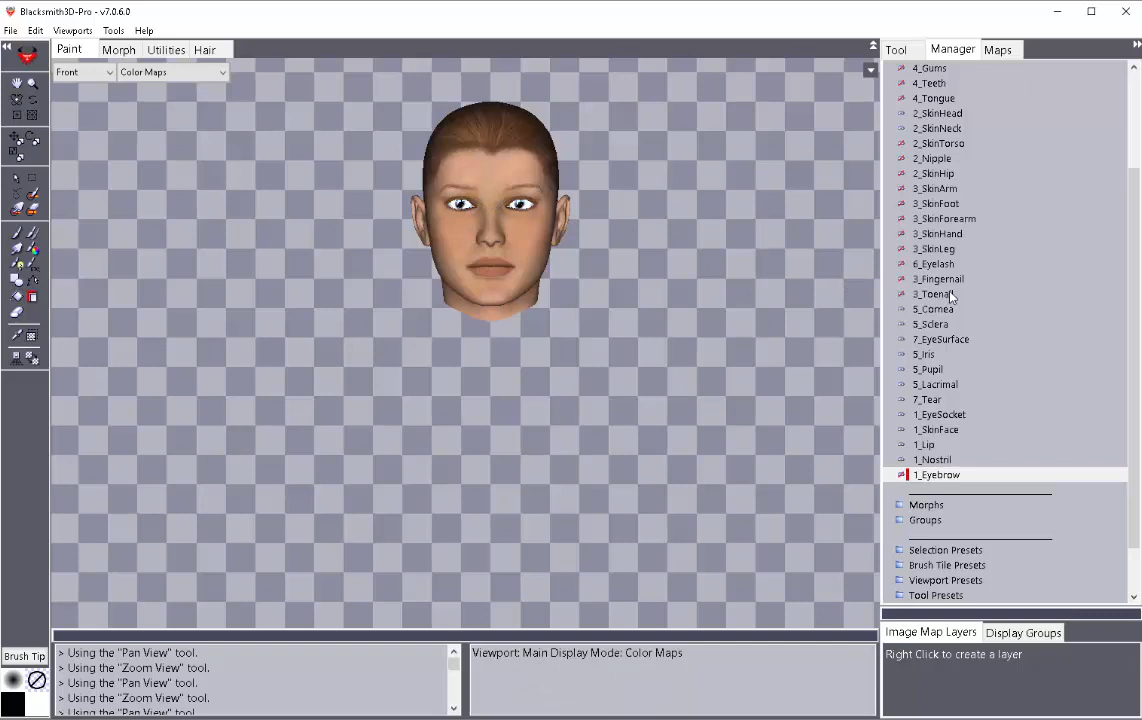 Blacksmith3D-Pro - v7.0.6.0
File Edit Viewports Tools Help
Paint Morph Utilities Hair
Tool Manager Maps
Front Color Maps
4_Gums
4_Teeth
4_Tongue
2_SkinHead
2_SkinNeck
2_SkinTorso
2_Nipple
2_SkinHip
3_SkinArm
3_SkinFoot
3_SkinForearm
3_SkinHand
3_SkinLeg
6_Eyelash
3_Fingernail
3_Toenail
5_Cornea
5_Sclera
7_EyeSurface
5_Iris
5_Pupil
5_Lacrimal
7_Tear
1_EyeSocket
1_SkinFace
1_Lip
1_Nostril
1_Eyebrow
Morphs
Groups
Selection Presets
Brush Tile Presets
Viewport Presets
Tool Presets
Image Map Layers Display Groups
Right Click to create a layer
Brush Tip
> Using the "Pan View" tool.
> Using the "Zoom View" tool.
> Using the "Pan View" tool.
> Using the "Zoom View" tool.
> Using the "Pan View" tool.
Viewport: Main Display Mode: Color Maps